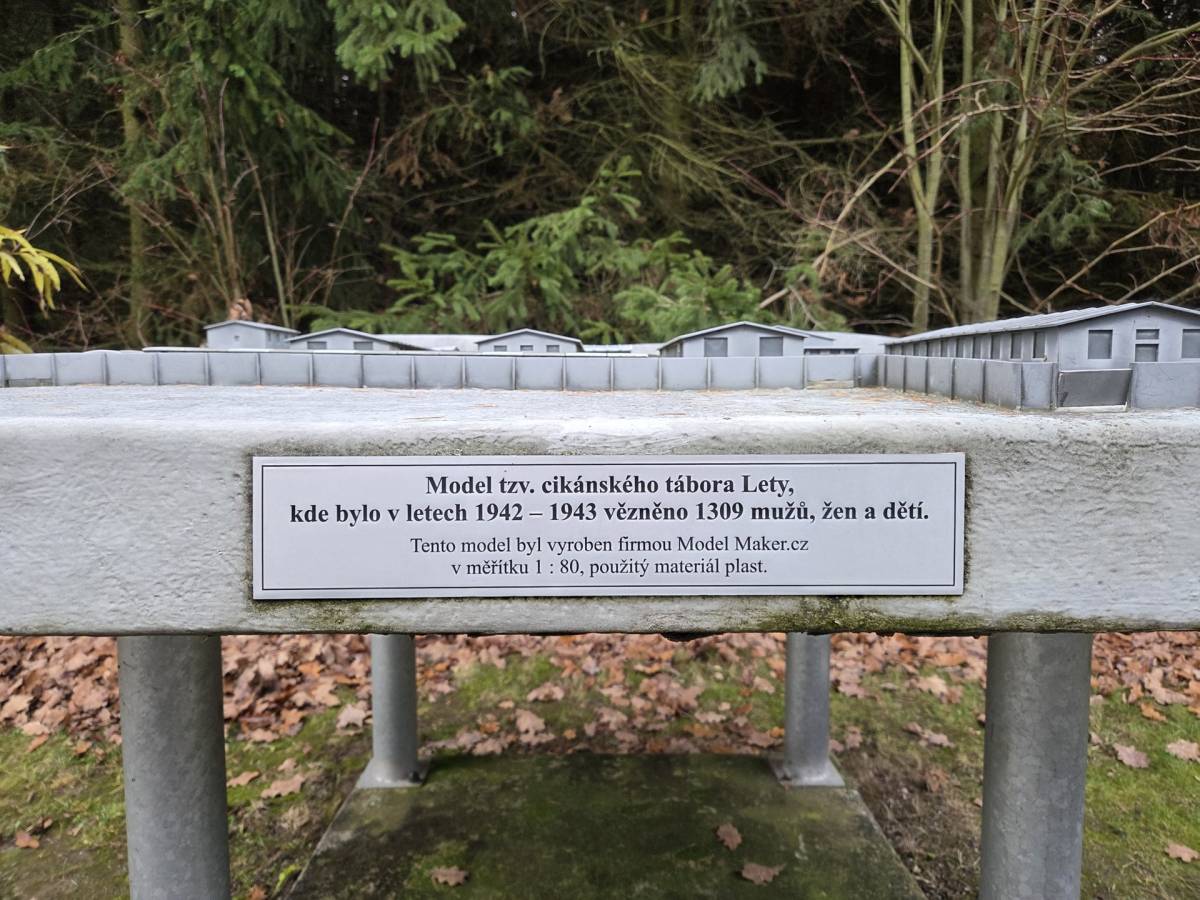 Model tzv. cikánského tábora Lety,
kde bylo v letech 1942 – 1943 vězněno 1309 mužů, žen a dětí.
Tento model byl vyroben firmou Model Maker.cz
v měřítku 1 : 80, použitý materiál plast.